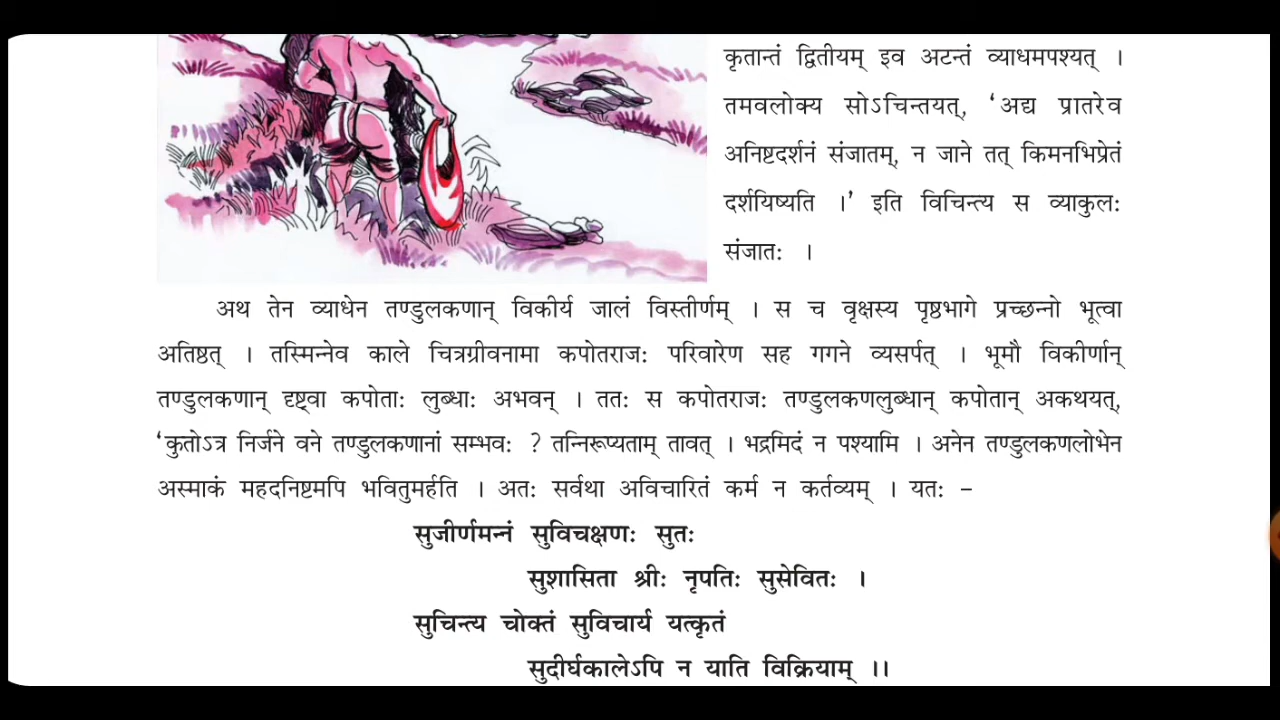 कृतान्तं द्वितीयम् इव अटन्तं व्याधमपश्यत् ।
तमवलोक्य सोऽचिन्तयत्, ‘अद्य प्रातरेव
अनिष्टदर्शनं संजातम्, न जाने तत् किमनभिप्रेतं
दर्शयिष्यति ।’ इति विचिन्त्य स व्याकुलः
संजातः ।
अथ तेन व्याधेन तण्डुलकणान् विकीर्य जालं विस्तीर्णम् । स च वृक्षस्य पृष्ठभागे प्रच्छन्नो भूत्वा
अतिष्ठत् । तस्मिन्नेव काले चित्रग्रीवनामा कपोतराजः परिवारेण सह गगने व्यसर्पत् । भूमौ विकीर्णान्
तण्डुलकणान् दृष्ट्वा कपोताः लुब्धाः अभवन् । ततः स कपोतराजः तण्डुलकणलुब्धान् कपोतान् अकथयत्,
‘कुतोऽत्र निर्जने वने तण्डुलकणानां सम्भवः ? तन्निरूप्यताम् तावत् । भद्रमिदं न पश्यामि । अनेन तण्डुलकणलोभेन
अस्माकं महदनिष्टमपि भवितुमर्हति । अतः सर्वथा अविचारितं कर्म न कर्तव्यम् । यतः –
सुजीर्णमन्नं सुविचक्षणः सुतः
सुशासिता श्रीः नृपतिः सुसेवितः ।
सुचिन्त्य चोक्तं सुविचार्य यत्कृतं
सुदीर्घकालेऽपि न याति विक्रियाम् ।।